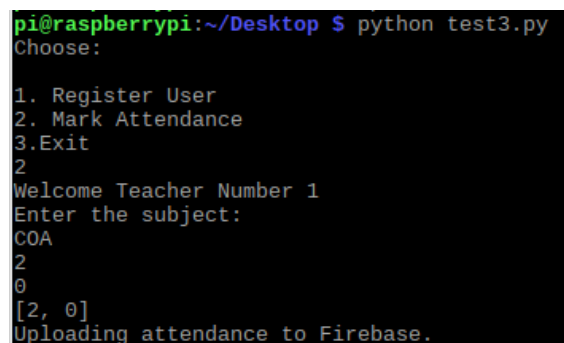 pi@raspberrypi:~/Desktop $ python test3.py
Choose:
1. Register User
2. Mark Attendance
3.Exit
2
Welcome Teacher Number 1
Enter the subject:
COA
2
0
[2, 0]
Uploading attendance to Firebase.